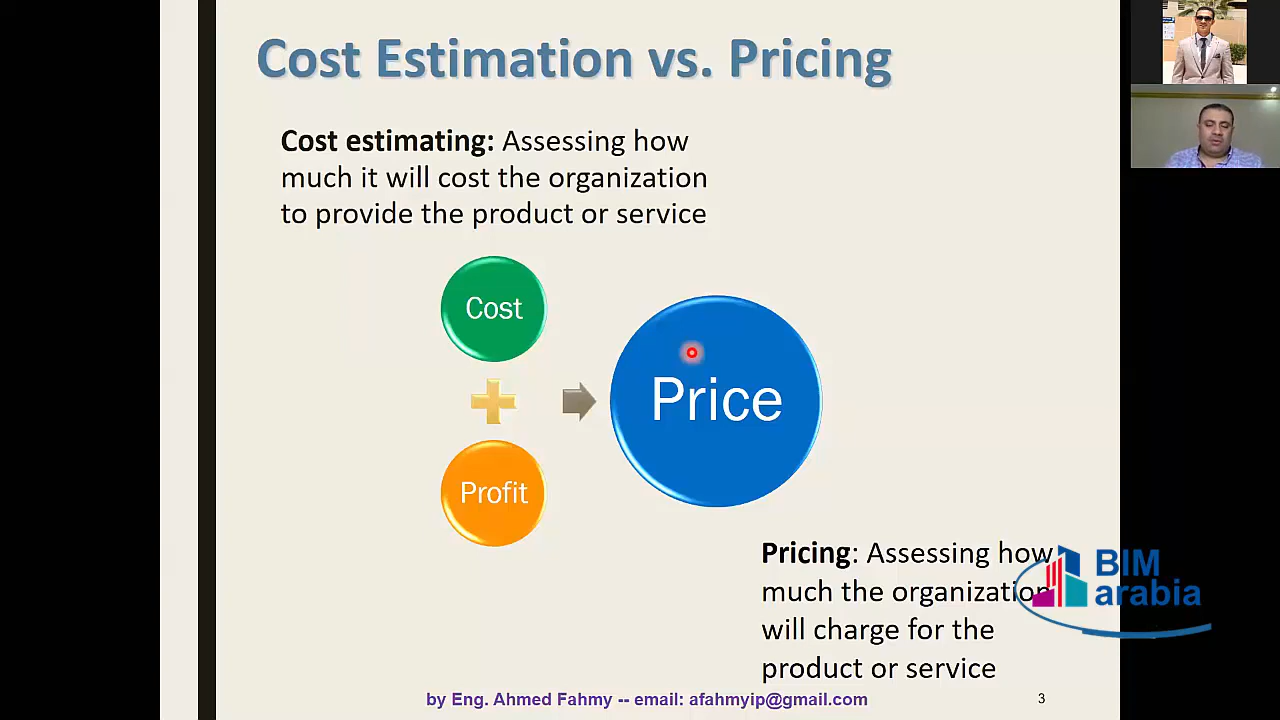 Cost Estimation vs. Pricing
Cost estimating: Assessing how
much it will cost the organization
to provide the product or service
Cost
Price
Profit
Pricing: Assessing how
much the organization
will charge for the
product or service
BIM
arabia
by Eng. Ahmed Fahmy -- email: afahmyip@gmail.com
3